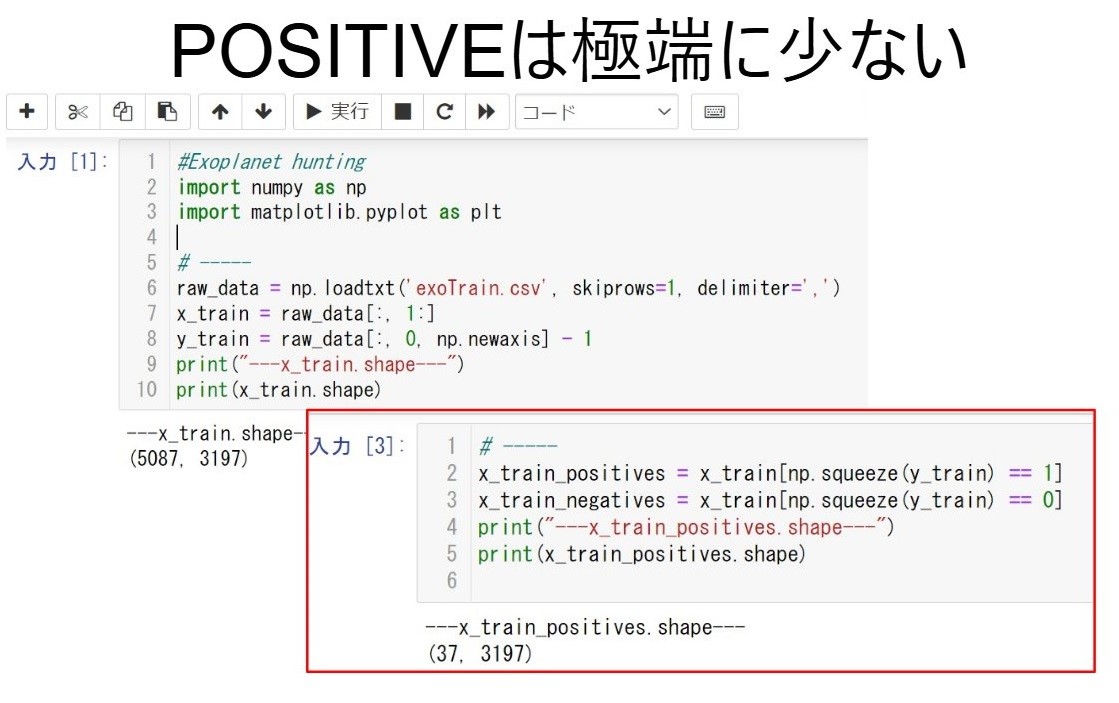 POSITIVEは極端に少ない
実行
コード
入力 [1]:
1 #Exoplanet hunting
2 import numpy as np
3 import matplotlib.pyplot as plt
4
5 # -----
6 raw_data = np.loadtxt('exoTrain.csv', skiprows=1, delimiter=',')
7 x_train = raw_data[:, 1:]
8 y_train = raw_data[:, 0, np.newaxis] - 1
9 print("---x_train.shape---")
10 print(x_train.shape)
---x_train.shape-
(5087, 3197)
入力 [3]:
1 # -----
2 x_train_positives = x_train[np.squeeze(y_train) == 1]
3 x_train_negatives = x_train[np.squeeze(y_train) == 0]
4 print("---x_train_positives.shape---")
5 print(x_train_positives.shape)
6
---x_train_positives.shape---
(37, 3197)